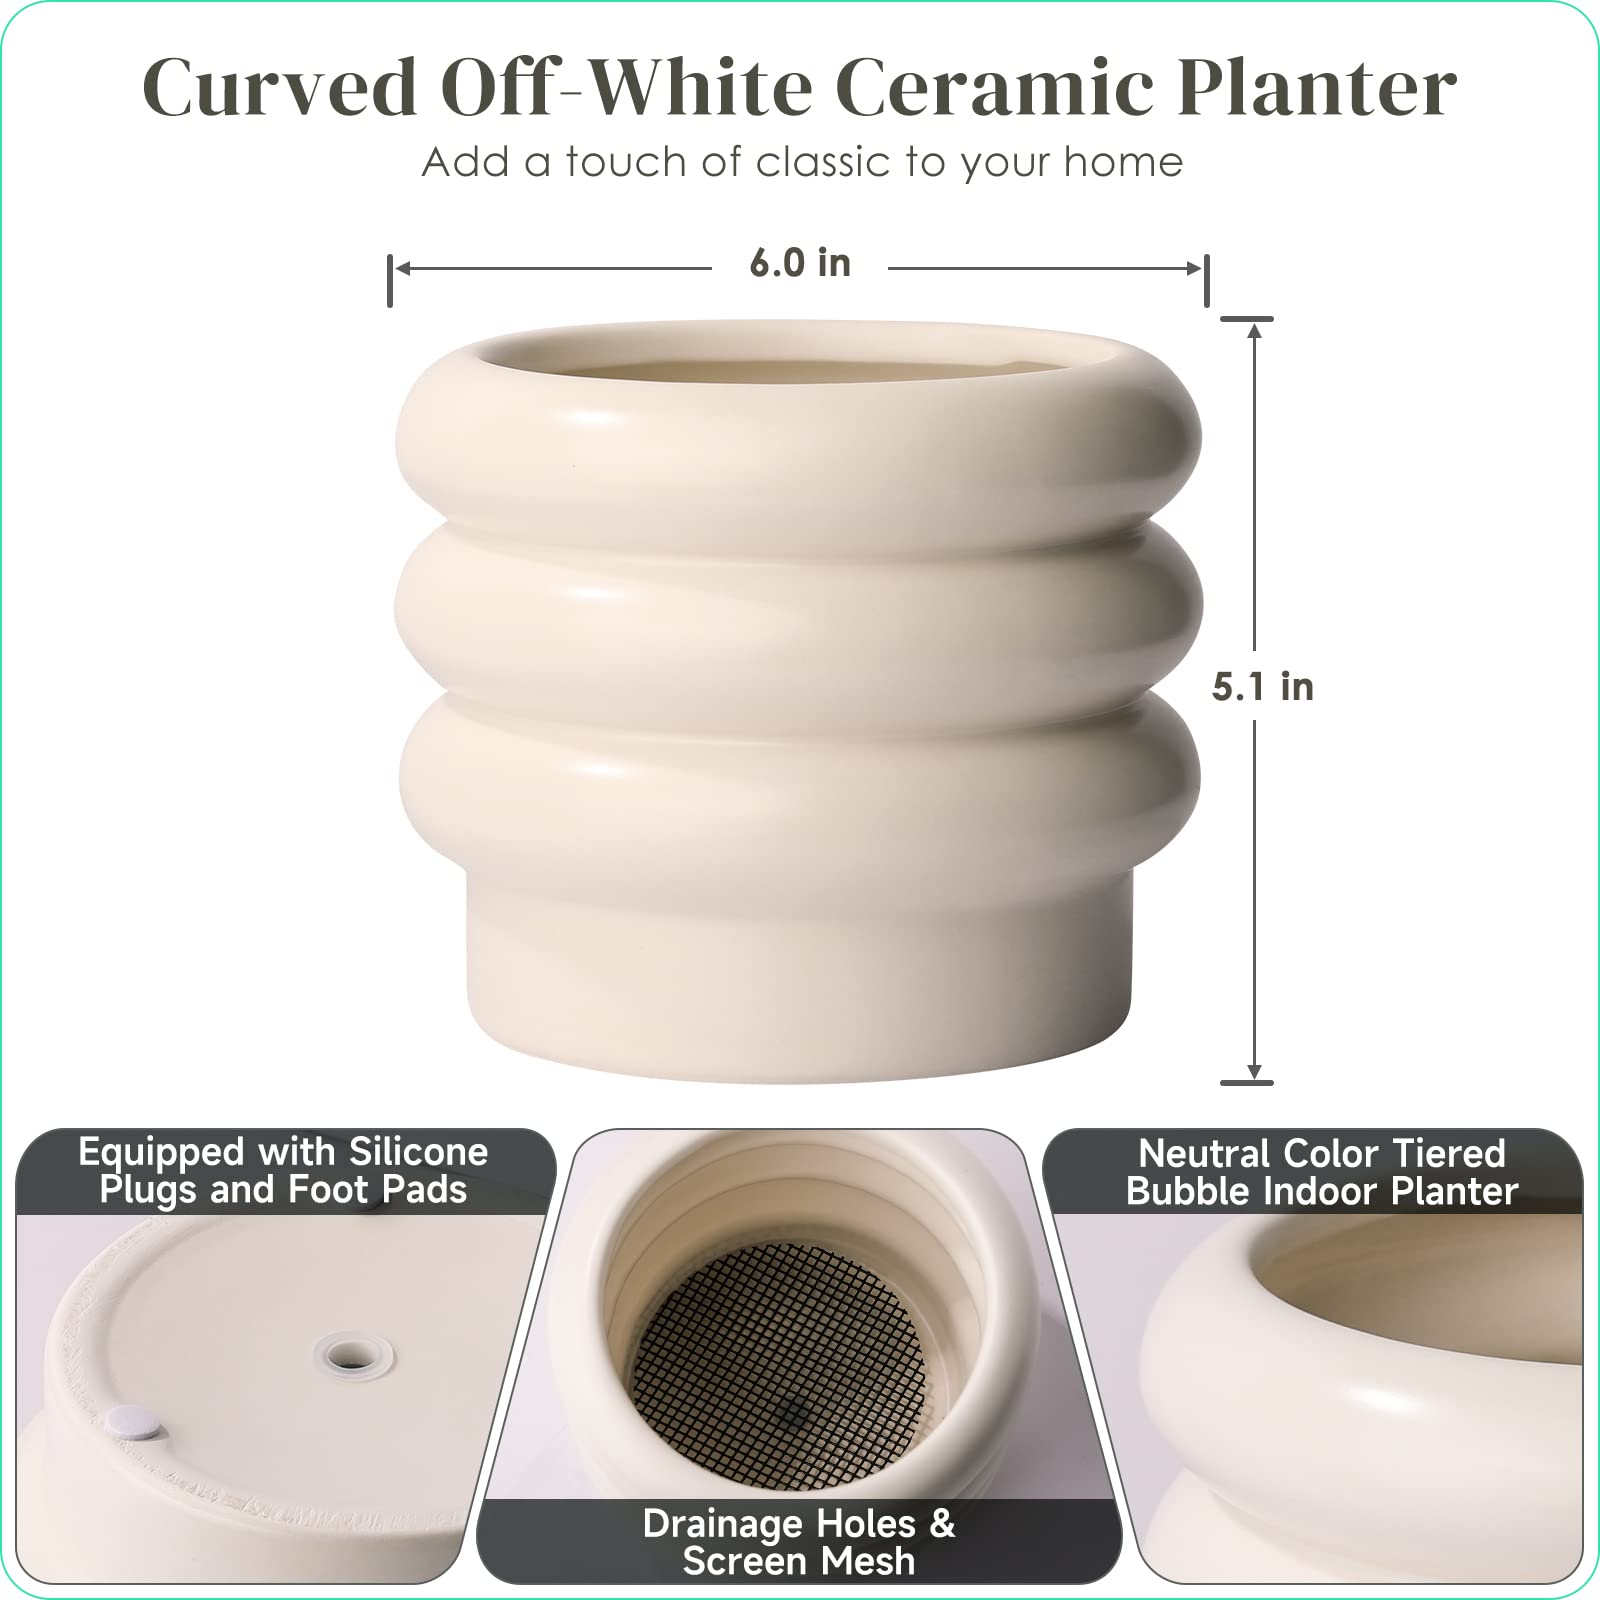 Curved Off-White Ceramic Planter
Add a touch of classic to your home
6.0 in
5.1 in
Equipped with Silicone
Plugs and Foot Pads
Drainage Holes &
Screen Mesh
Neutral Color Tiered
Bubble Indoor Planter